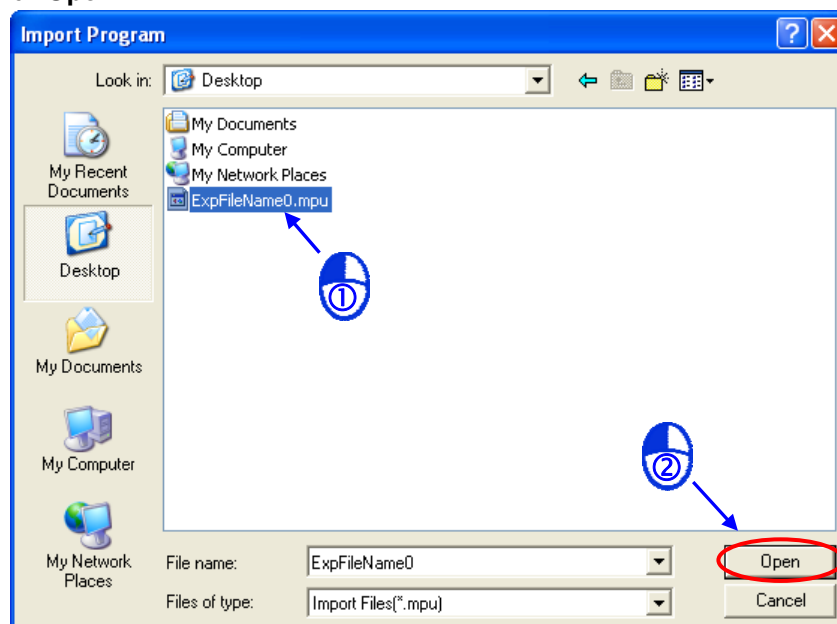 Import Program
Look in: Desktop
My Documents
My Computer
My Network Places
ExpFileName0.mpu
My Recent
Documents
Desktop
My Documents
My Computer
My Network
Places
①
②
File name: ExpFileName0 Open
Files of type: Import Files(*.mpu) Cancel